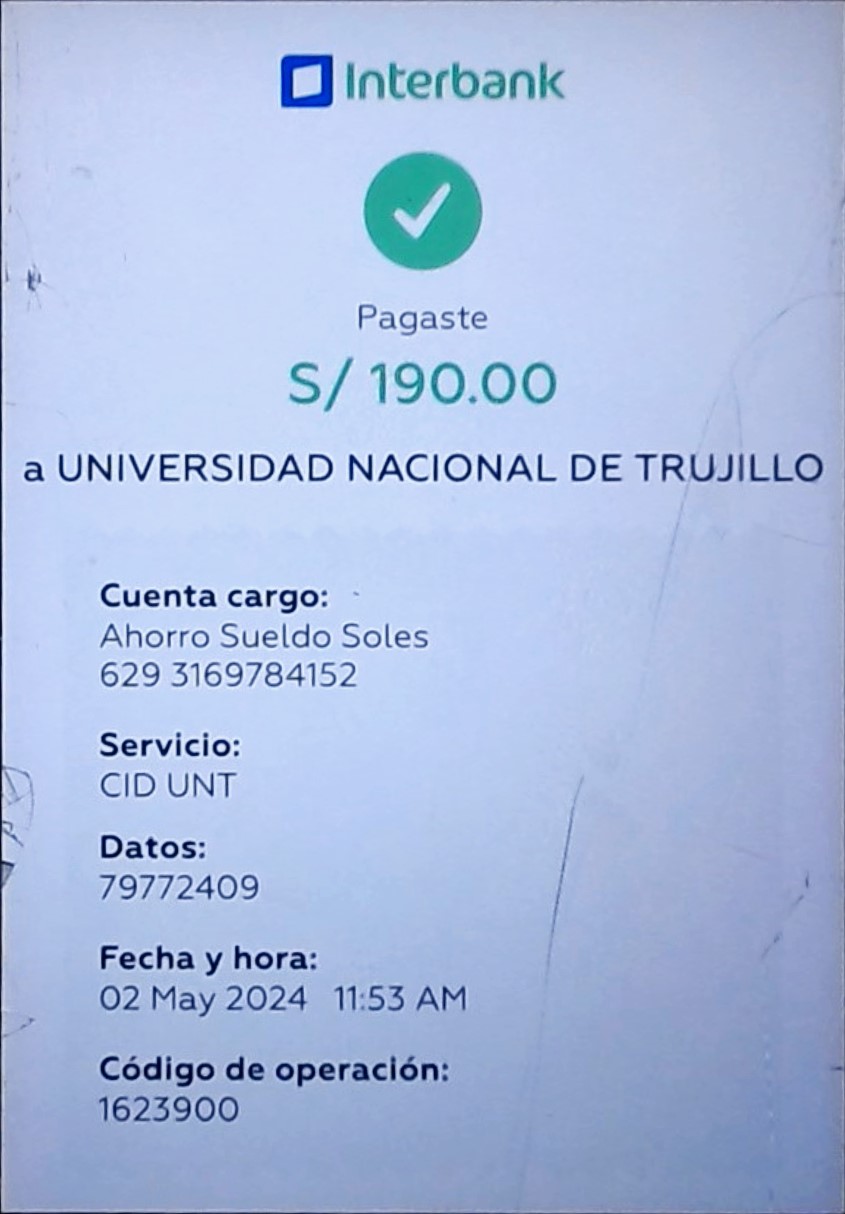 Interbank
Pagaste
S/ 190.00
a UNIVERSIDAD NACIONAL DE TRUJILLO
Cuenta cargo:
Ahorro Sueldo Soles
629 3169784152
Servicio:
CID UNT
Datos:
79772409
Fecha y hora:
02 May 2024 11:53 AM
Código de operación:
1623900